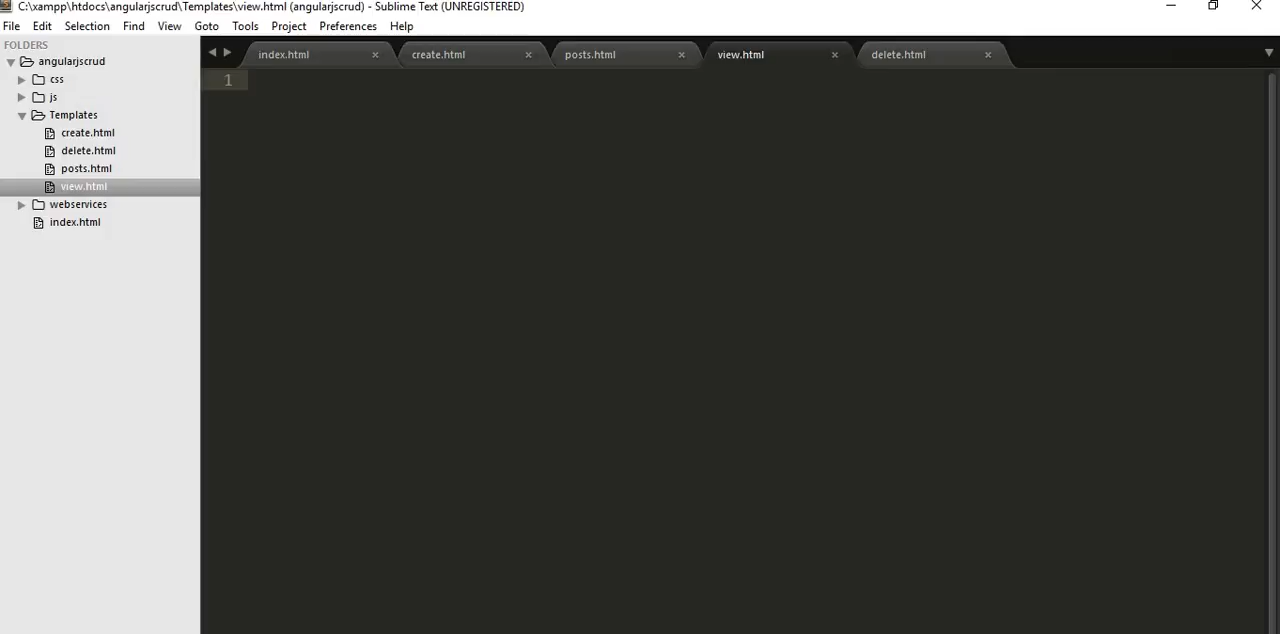 C:\xampp\htdocs\angularjscrud\Templates\view.html (angularjscrud) - Sublime Text (UNREGISTERED)
File Edit Selection Find View Goto Tools Project Preferences Help
FOLDERS
angularjscrud
css
js
Templates
create.html
delete.html
posts.html
view.html
webservices
index.html
index.html create.html posts.html view.html delete.html
1